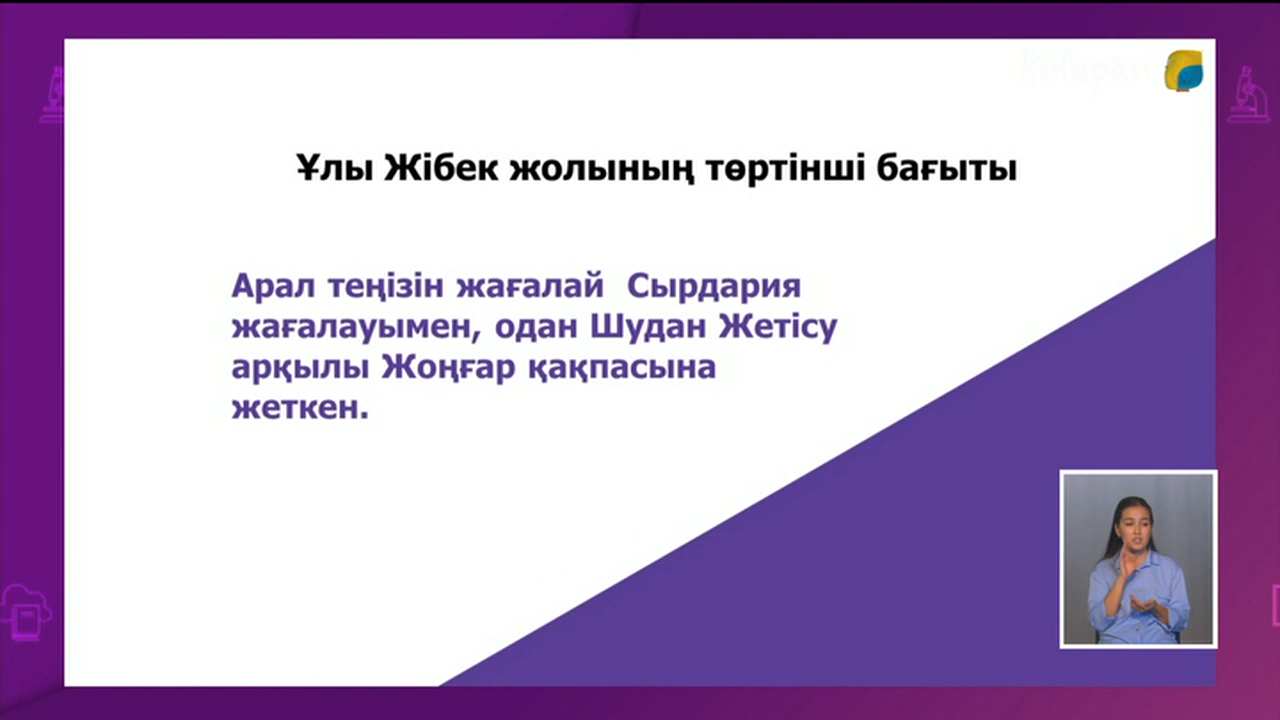 Ұлы Жібек жолының төртінші бағыты
Арал теңізін жағалай Сырдария
жағалауымен, одан Шудан Жетісу
арқылы Жоңғар қақпасына
жеткен.